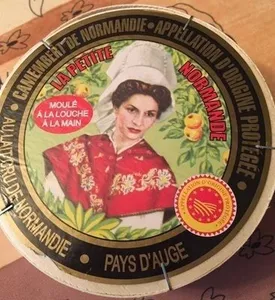 CAMEMBERT DE NORMANDIE • APPELLATION D'ORIGINE PROTÉGÉE •
LA PETITE
NORMANDE
MOULÉ
À LA LOUCHE
À LA MAIN
AU LAIT CRU DE NORMANDIE •
PAYS D'AUGE •